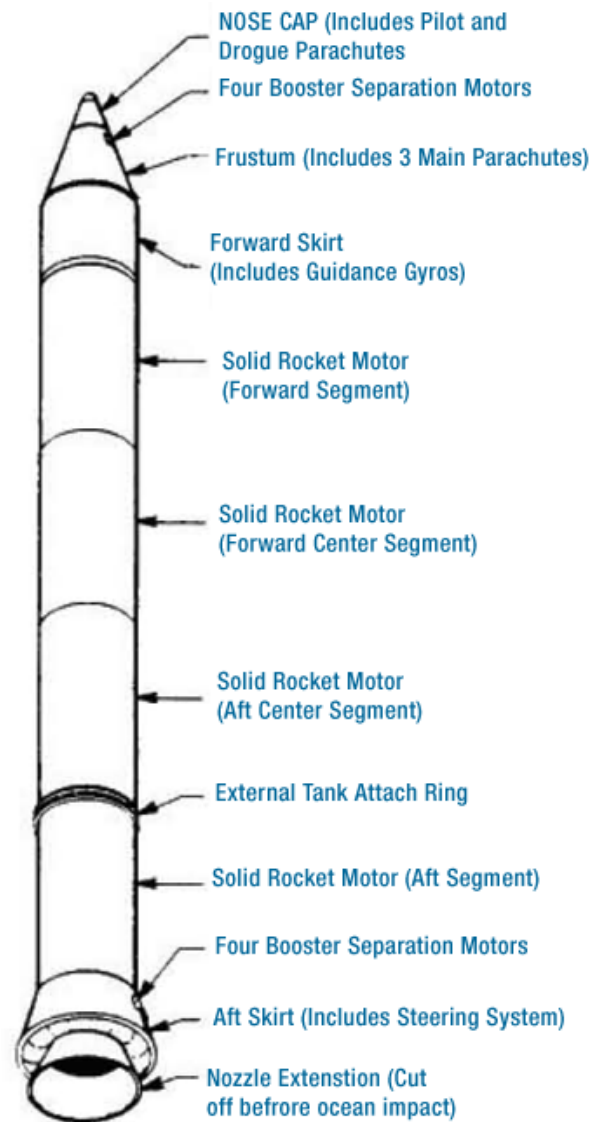 NOSE CAP (Includes Pilot and
Drogue Parachutes
Four Booster Separation Motors
Frustum (Includes 3 Main Parachutes)
Forward Skirt
(Includes Guidance Gyros)
Solid Rocket Motor
(Forward Segment)
Solid Rocket Motor
(Forward Center Segment)
Solid Rocket Motor
(Aft Center Segment)
External Tank Attach Ring
Solid Rocket Motor (Aft Segment)
Four Booster Separation Motors
Aft Skirt (Includes Steering System)
Nozzle Extenstion (Cut
off befrore ocean impact)